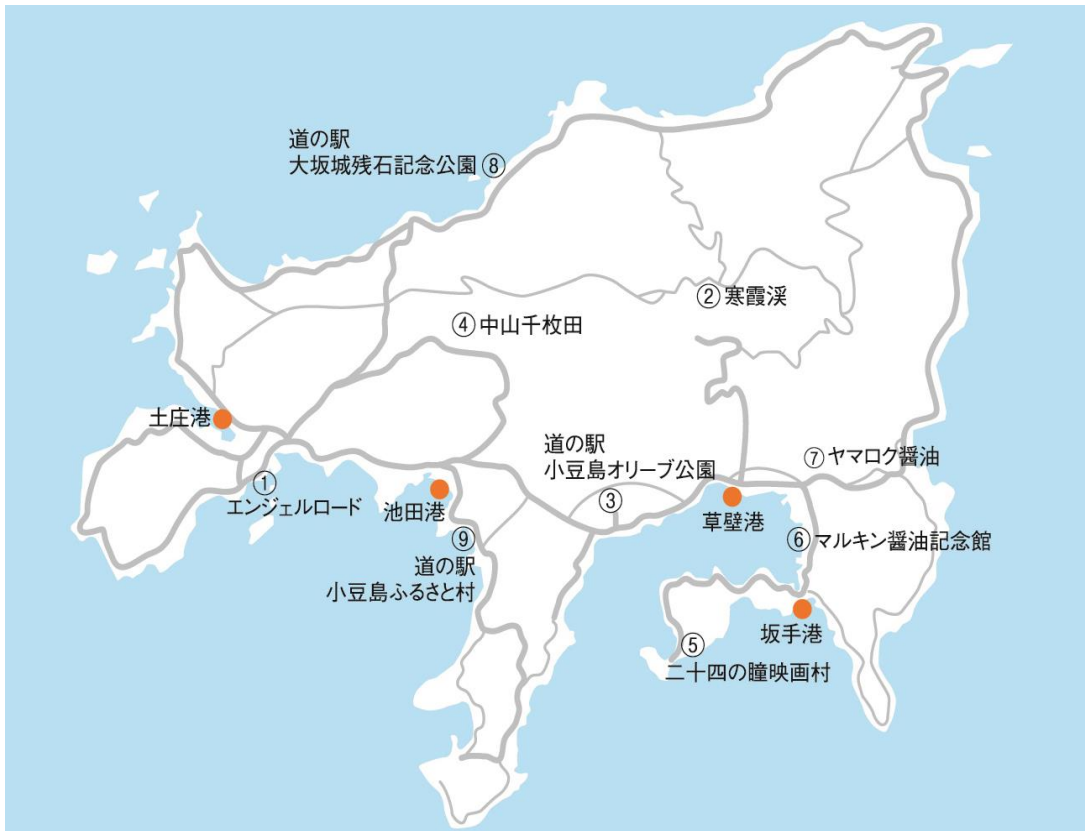 道の駅
大坂城残石記念公園⑧
②寒霞渓
④中山千枚田
土庄港
道の駅
小豆島オリーブ公園
③
⑦ヤマロク醤油
①
エンジェルロード
池田港
草壁港
⑥マルキン醤油記念館
⑨
道の駅
小豆島ふるさと村
坂手港
⑤
二十四の瞳映画村